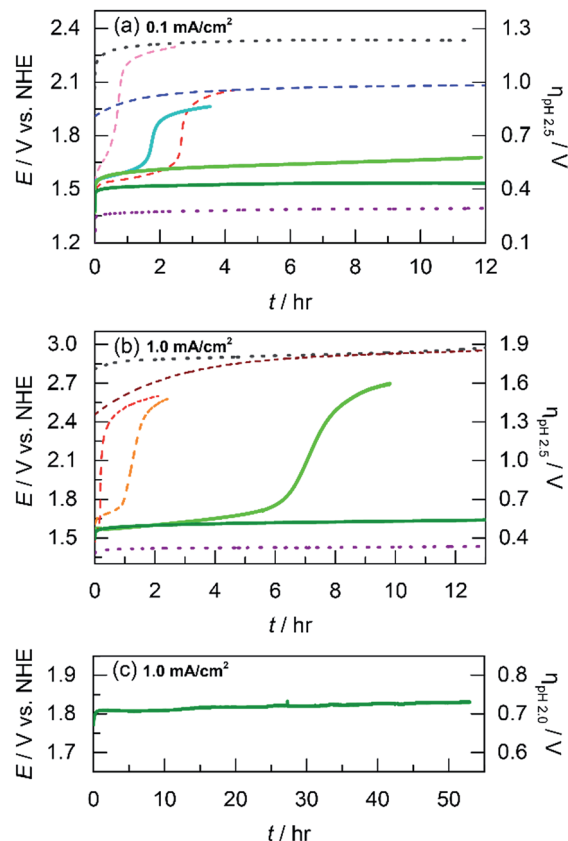 (a) 0.1 mA/cm²
2.4 1.3
2.1 1.0
1.8 0.7
1.5 0.4
1.2 0.1
E / V vs. NHE
η pH 2.5 / V
0 2 4 6 8 10 12
t / hr
(b) 1.0 mA/cm²
3.0 1.9
2.7 1.6
2.4 1.3
2.1 1.0
1.8 0.7
1.5 0.4
E / V vs. NHE
η pH 2.5 / V
0 2 4 6 8 10 12
t / hr
(c) 1.0 mA/cm²
1.9 0.8
1.8 0.7
1.7 0.6
E / V vs. NHE
η pH 2.0 / V
0 10 20 30 40 50
t / hr